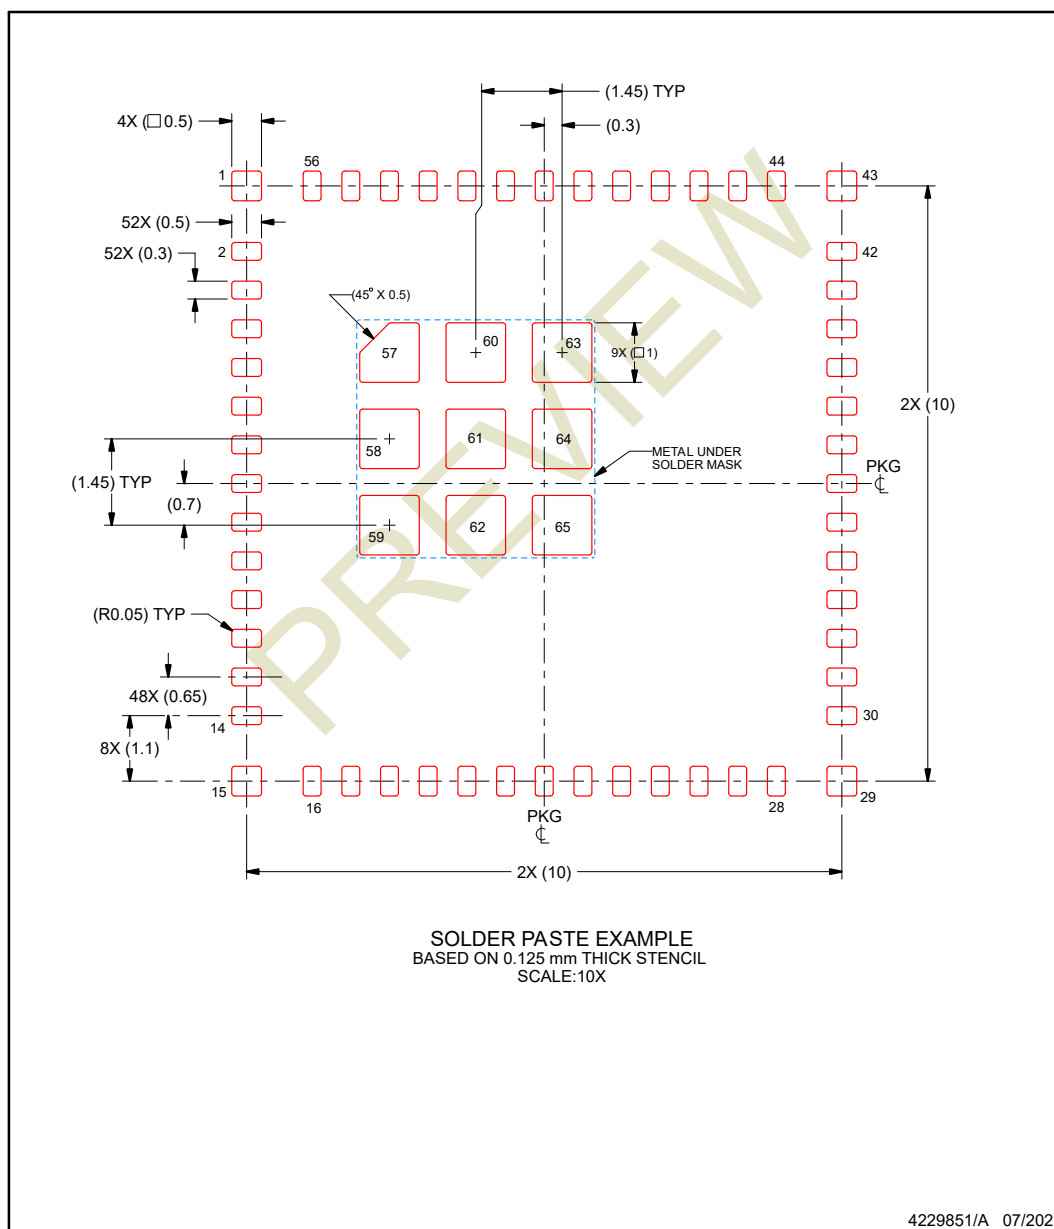 (1.45) TYP
4X (□ 0.5)
(0.3)
56
44
1
43
52X (0.5)
2
42
52X (0.3)
(45° X 0.5)
60
63
57
9X (□ 1)
2X (10)
58
61
64
METAL UNDER
SOLDER MASK
PKG
℄
(1.45) TYP
(0.7)
59
62
65
PREVIEW
(R0.05) TYP
48X (0.65)
14
30
8X (1.1)
15
16
28
29
PKG
℄
2X (10)
SOLDER PASTE EXAMPLE
BASED ON 0.125 mm THICK STENCIL
SCALE:10X
4229851/A 07/202